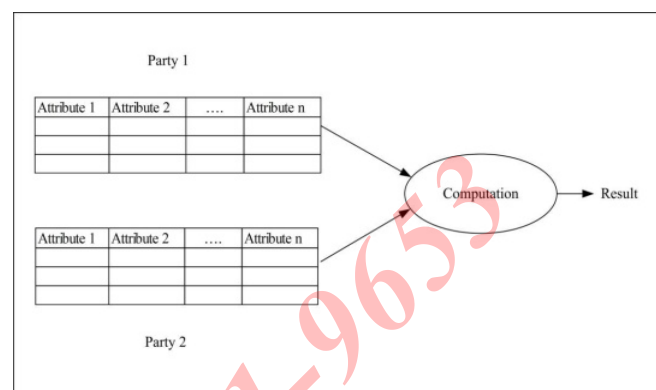 Party 1
Attribute 1 Attribute 2 .... Attribute n
Computation
Result
Attribute 1 Attribute 2 .... Attribute n
Party 2
-9653